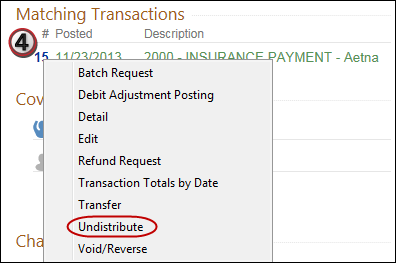 Matching Transactions
# Posted Description
4
15 11/23/2013 2000 - INSURANCE PAYMENT - Aetna
Batch Request
Debit Adjustment Posting
Cov
Detail
Edit
Refund Request
Transaction Totals by Date
Transfer
Undistribute
Cha
Void/Reverse